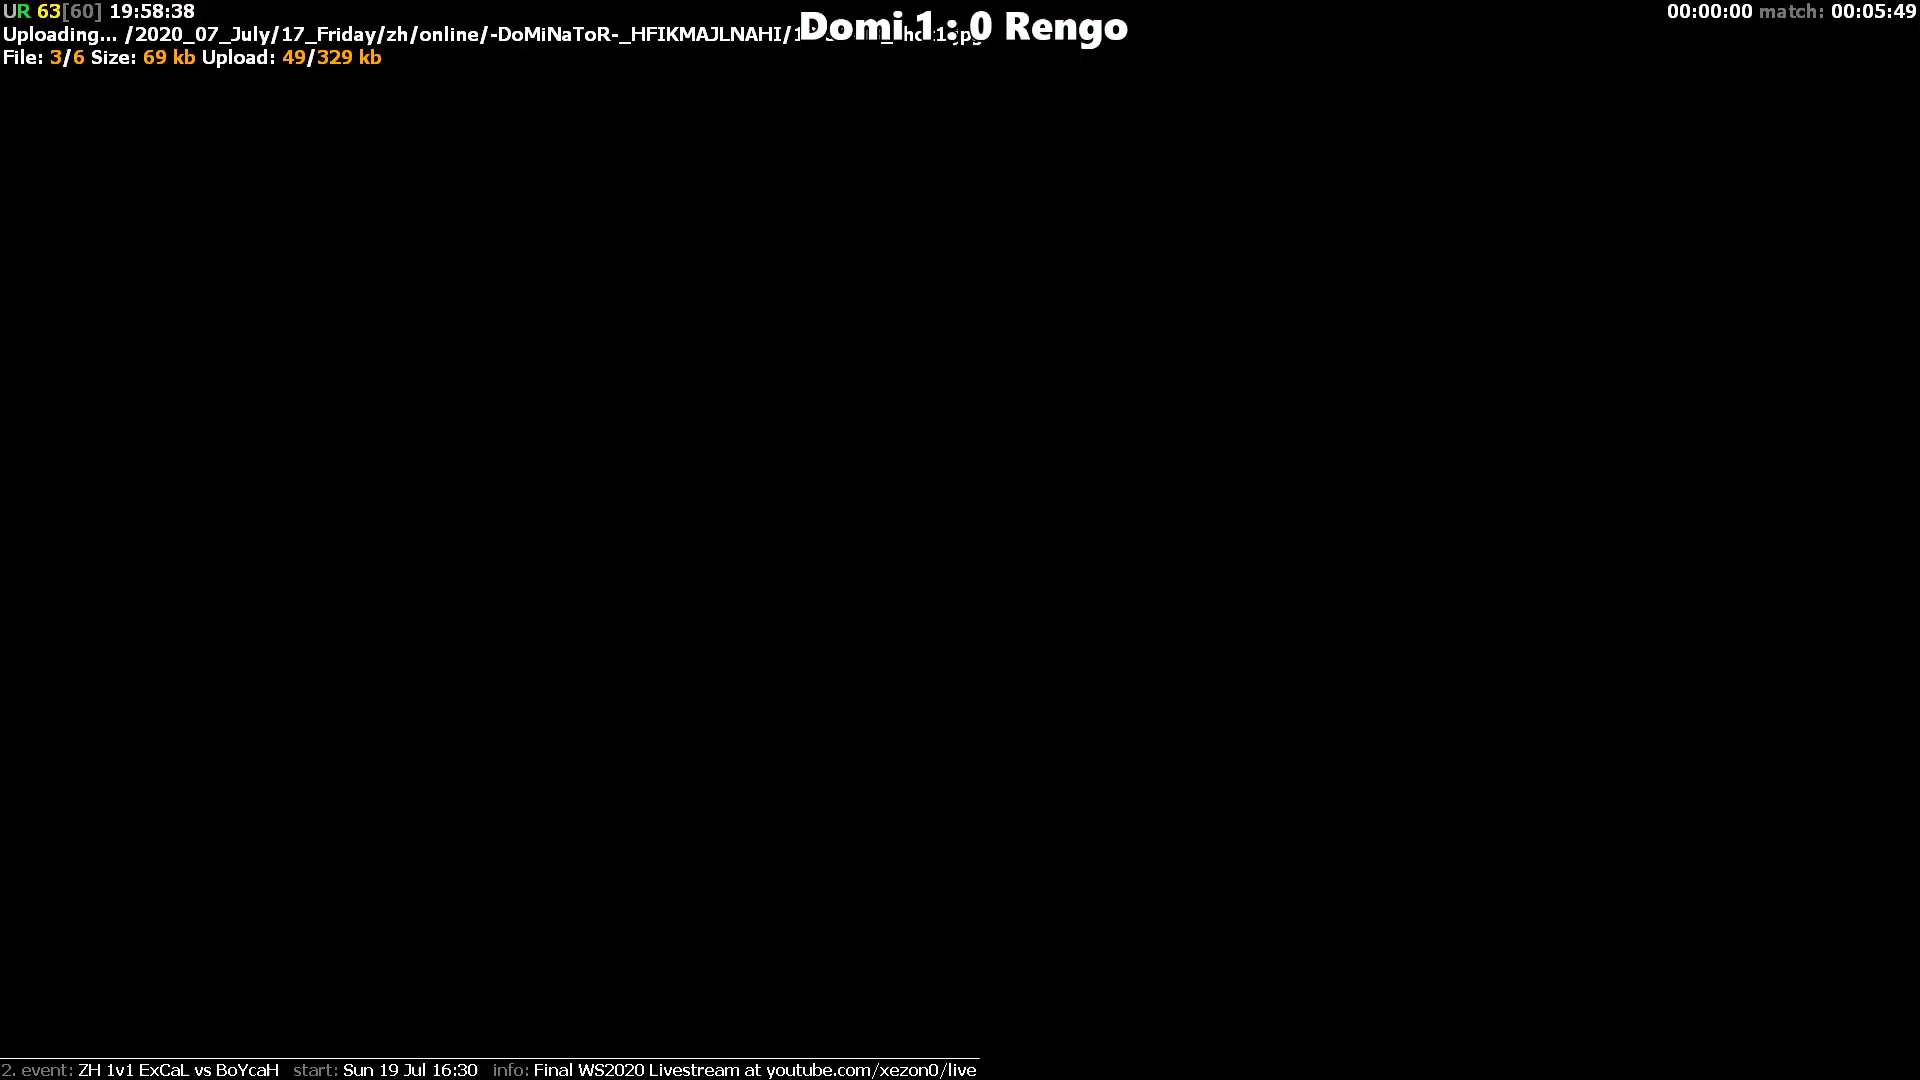 UR 63[60] 19:58:38
00:00:00 match: 00:05:49
Domi 1 : 0 Rengo
Uploading... /2020_07_July/17_Friday/zh/online/-DoMiNaToR-_HFIKMAJLNAHI/
File: 3/6 Size: 69 kb Upload: 49/329 kb
2. event: ZH 1v1 ExCaL vs BoYcaH start: Sun 19 Jul 16:30 info: Final WS2020 Livestream at youtube.com/xezon0/live